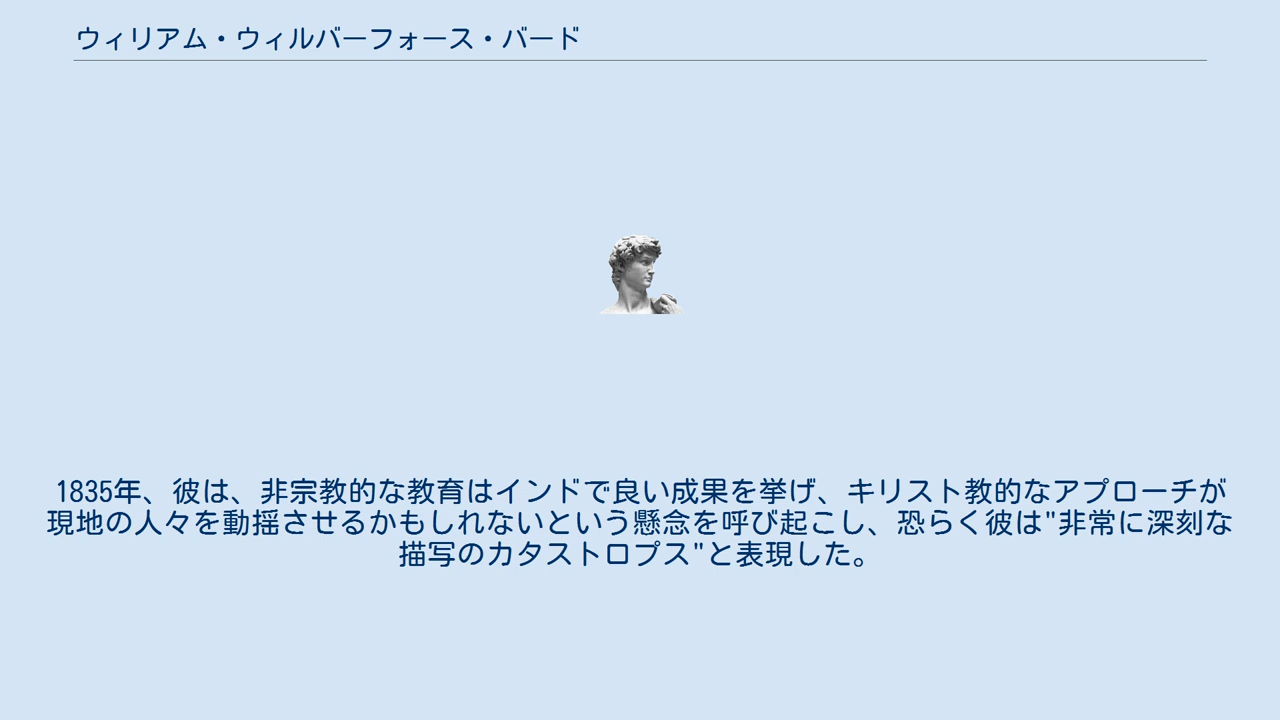 ウィリアム・ウィルバーフォース・バード
1835年、彼は、非宗教的な教育はインドで良い成果を挙げ、キリスト教的なアプローチが
現地の人々を動揺させるかもしれないという懸念を呼び起こし、恐らく彼は"非常に深刻な
描写のカタストロプス"と表現した。